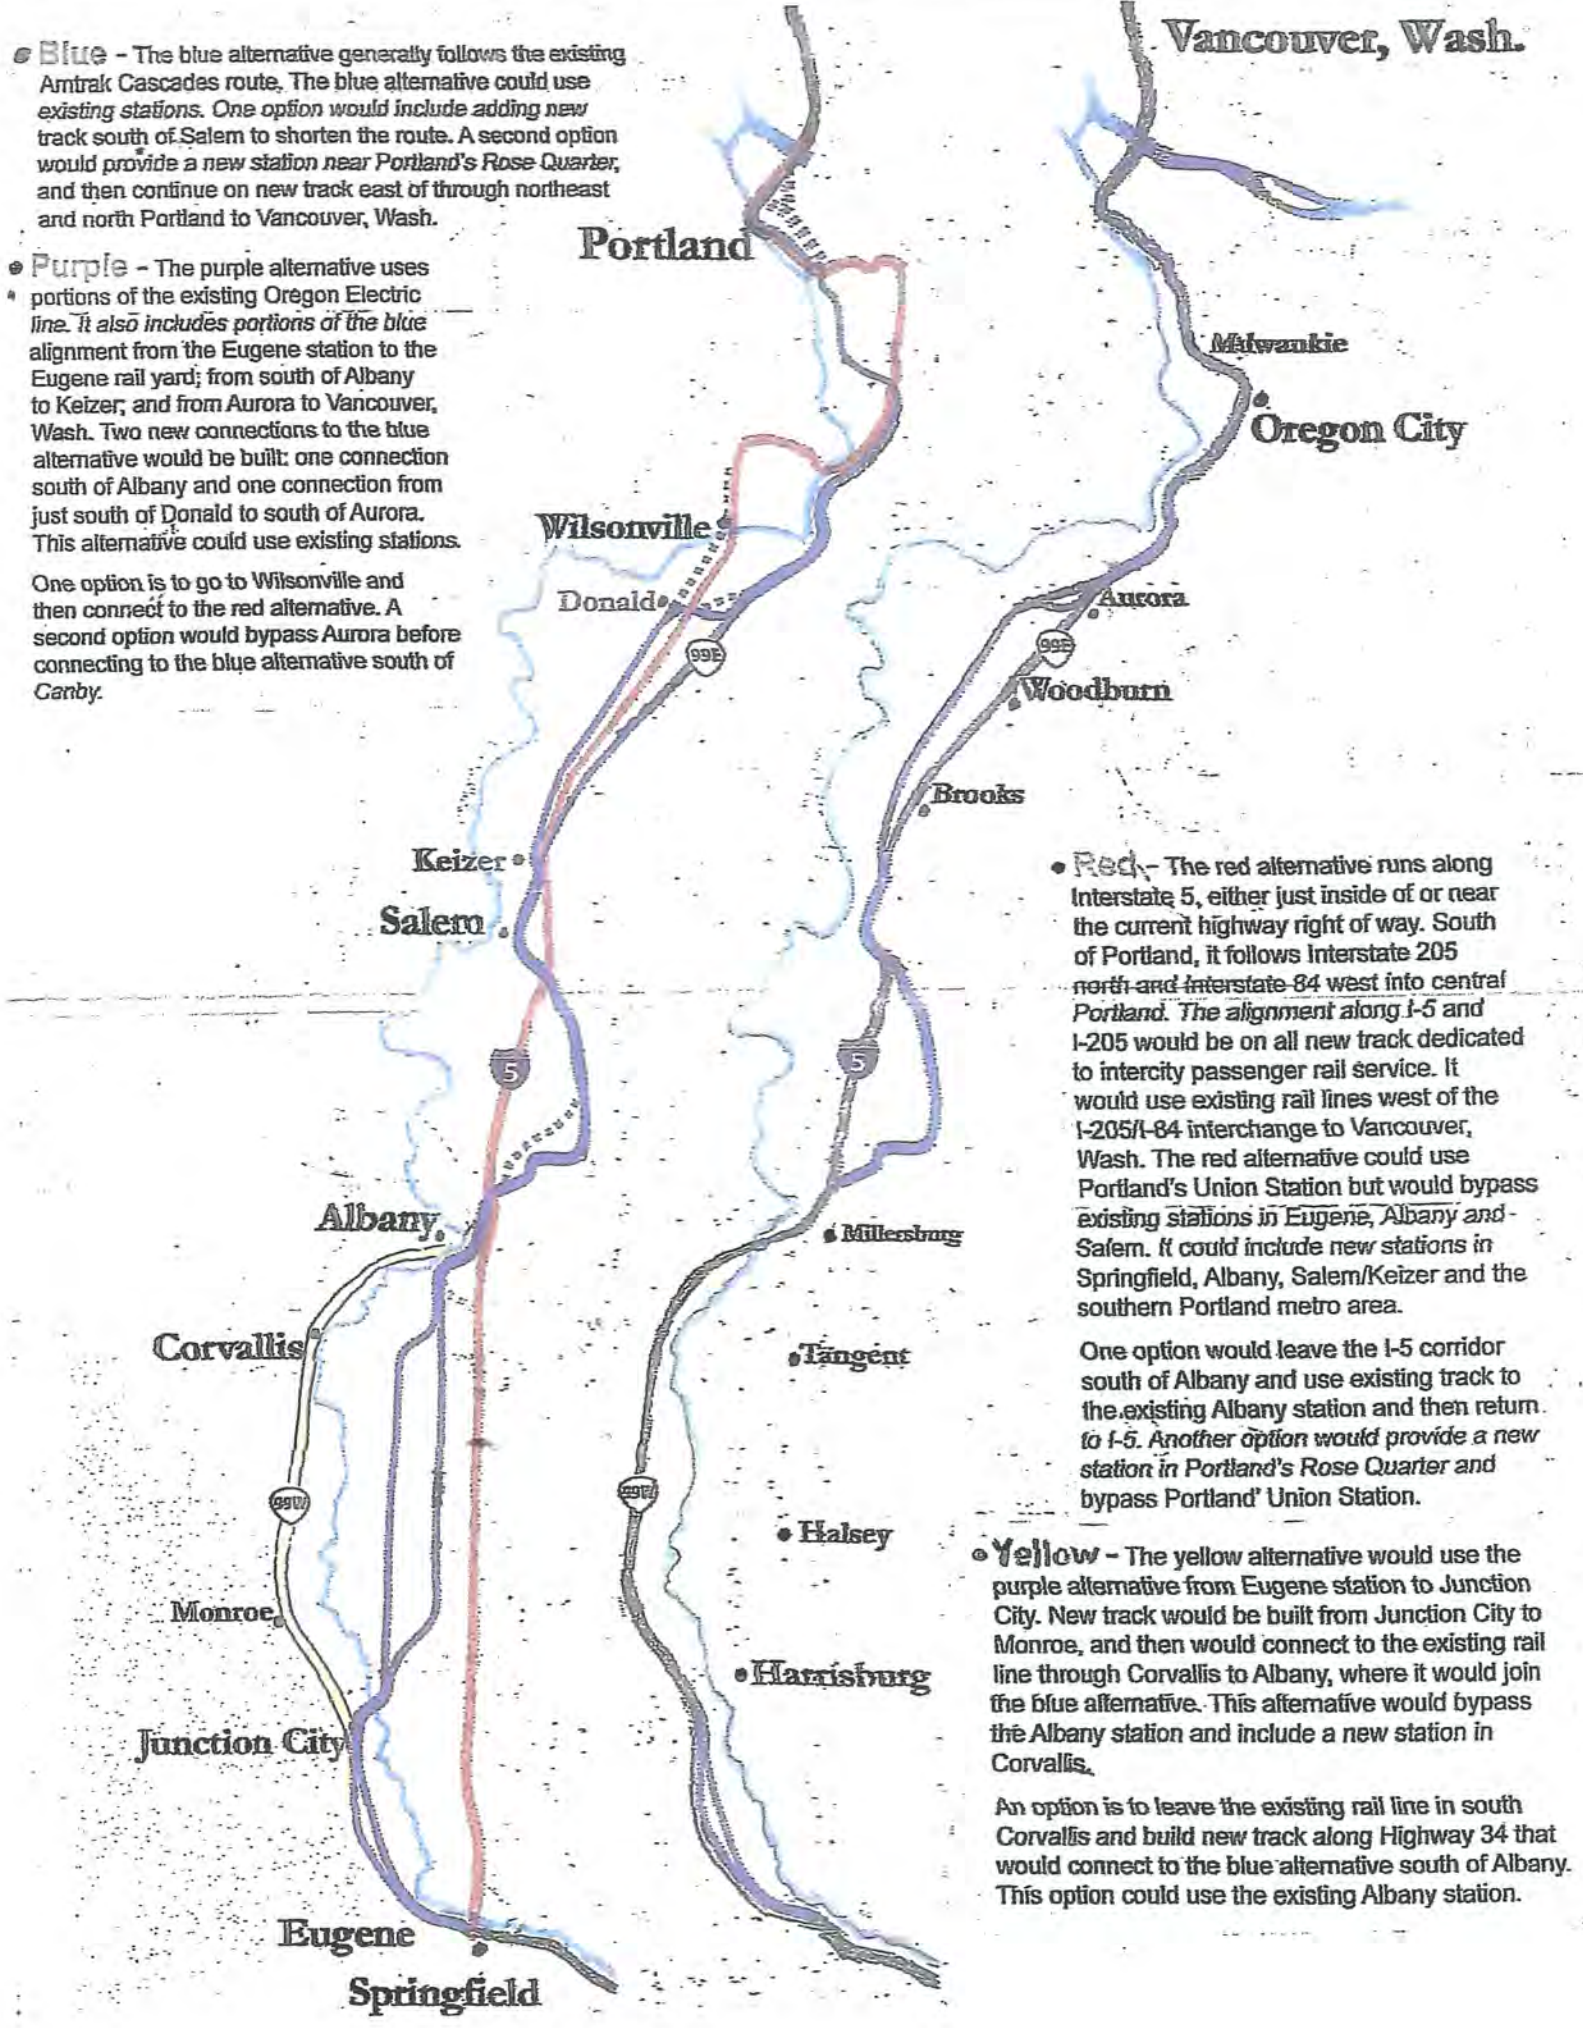 Vancouver, Wash.
• Blue – The blue alternative generally follows the existing
Amtrak Cascades route. The blue alternative could use
existing stations. One option would include adding new
track south of Salem to shorten the route. A second option
would provide a new station near Portland's Rose Quarter,
and then continue on new track east of through northeast
and north Portland to Vancouver, Wash.
• Purple – The purple alternative uses
portions of the existing Oregon Electric
line. It also includes portions of the blue
alignment from the Eugene station to the
Eugene rail yard; from south of Albany
to Keizer; and from Aurora to Vancouver,
Wash. Two new connections to the blue
alternative would be built: one connection
south of Albany and one connection from
just south of Donald to south of Aurora.
This alternative could use existing stations.
One option is to go to Wilsonville and
then connect to the red alternative. A
second option would bypass Aurora before
connecting to the blue alternative south of
Canby.
Portland
Milwaukie
Oregon City
Wilsonville
Donald
Aurora
99E
99E
Woodburn
Brooks
Keizer
Salem
5
5
Albany
Millersburg
Corvallis
Tangent
99W
99W
Halsey
Monroe
Harrisburg
Junction City
Eugene
Springfield
• Red – The red alternative runs along
Interstate 5, either just inside of or near
the current highway right of way. South
of Portland, it follows Interstate 205
north and Interstate 84 west into central
Portland. The alignment along I-5 and
I-205 would be on all new track dedicated
to intercity passenger rail service. It
would use existing rail lines west of the
I-205/I-84 interchange to Vancouver,
Wash. The red alternative could use
Portland's Union Station but would bypass
existing stations in Eugene, Albany and
Salem. It could include new stations in
Springfield, Albany, Salem/Keizer and the
southern Portland metro area.
One option would leave the I-5 corridor
south of Albany and use existing track to
the existing Albany station and then return
to I-5. Another option would provide a new
station in Portland's Rose Quarter and
bypass Portland' Union Station.
• Yellow – The yellow alternative would use the
purple alternative from Eugene station to Junction
City. New track would be built from Junction City to
Monroe, and then would connect to the existing rail
line through Corvallis to Albany, where it would join
the blue alternative. This alternative would bypass
the Albany station and include a new station in
Corvallis.
An option is to leave the existing rail line in south
Corvallis and build new track along Highway 34 that
would connect to the blue alternative south of Albany.
This option could use the existing Albany station.